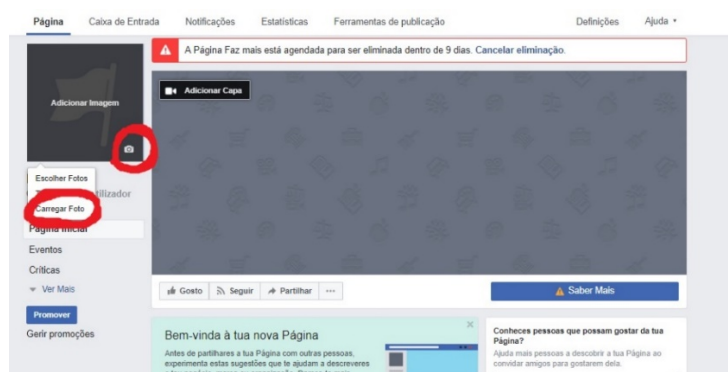 Página Caixa de Entrada Notificações Estatísticas Ferramentas de publicação Definições Ajuda
A Página Faz mais está agendada para ser eliminada dentro de 9 dias. Cancelar eliminação.
Adicionar Imagem
Adicionar Capa
Escolher Fotos
Carregar Foto
Página Inicial
Eventos
Críticas
Ver Mais
Promover
Gerir promoções
Gosto Seguir Partilhar ...
Saber Mais
Bem-vinda à tua nova Página
Antes de partilhares a tua Página com outras pessoas,
experimenta estas sugestões que te ajudam a descreveres
Conheces pessoas que possam gostar da tua
Página?
Ajuda mais pessoas a descobrir a tua Página ao
convidar amigos para gostarem dela.